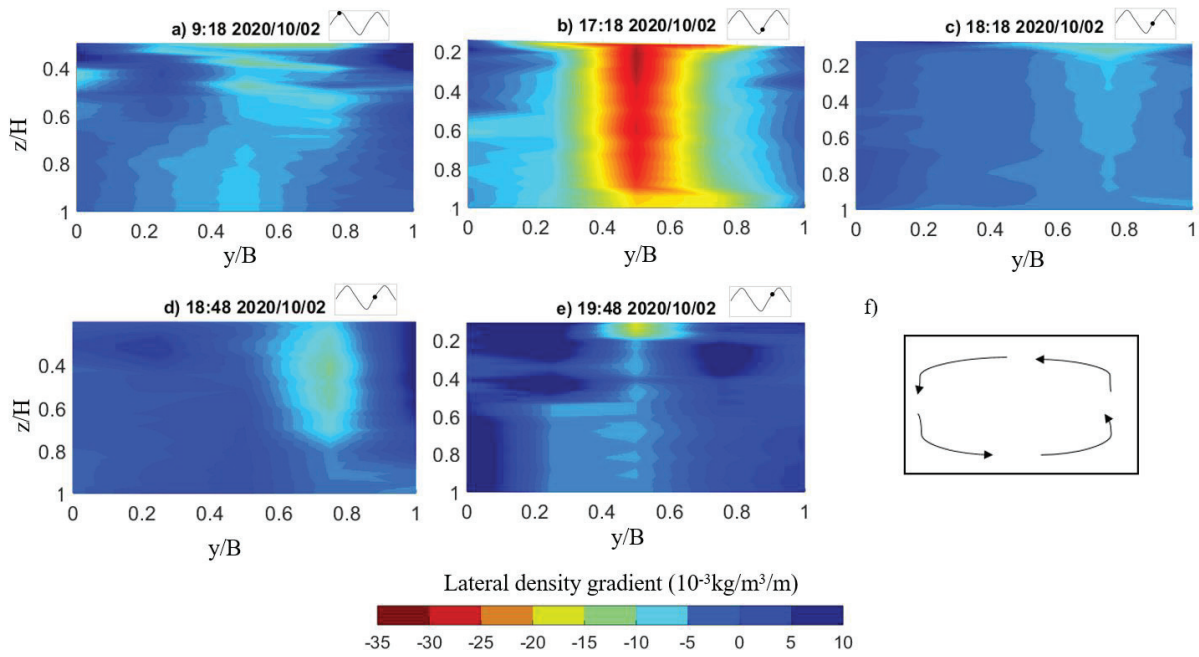 a) 9:18 2020/10/02
b) 17:18 2020/10/02
c) 18:18 2020/10/02
z/H
0.4
0.6
0.8
1
0 0.2 0.4 0.6 0.8 1
y/B
0.2
0.4
0.6
0.8
1
0 0.2 0.4 0.6 0.8 1
y/B
0.2
0.4
0.6
0.8
1
0 0.2 0.4 0.6 0.8 1
y/B
d) 18:48 2020/10/02
e) 19:48 2020/10/02
f)
z/H
0.4
0.6
0.8
1
0 0.2 0.4 0.6 0.8 1
y/B
0.2
0.4
0.6
0.8
1
0 0.2 0.4 0.6 0.8 1
y/B
Lateral density gradient (10⁻³kg/m³/m)
-35 -30 -25 -20 -15 -10 -5 0 5 10